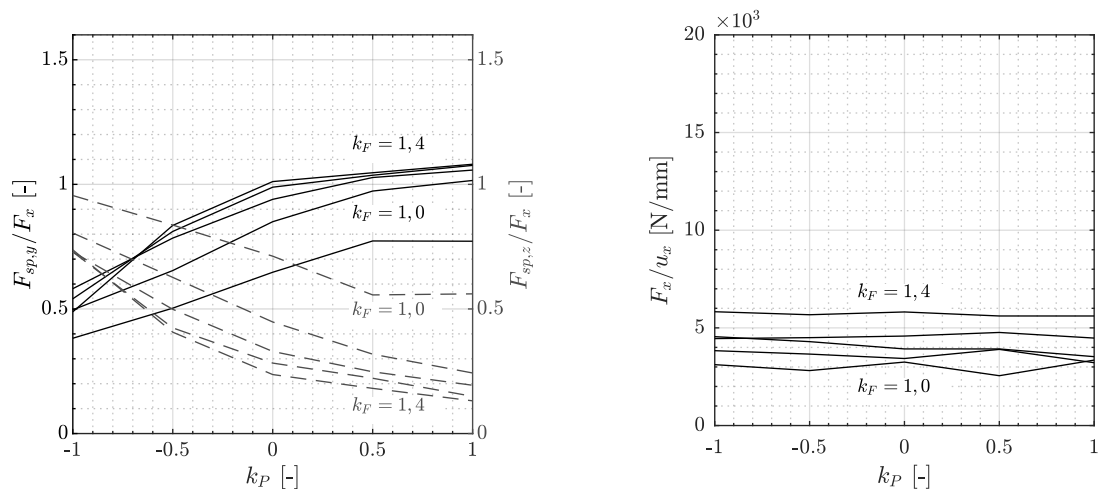 1.5
1
0.5
0
-1
-0.5
0
0.5
1
k_P [-]
F_{sp,y}/F_x [-]
1.5
1
0.5
0
F_{sp,z}/F_x [-]
k_F = 1,4
k_F = 1,0
k_F = 1,0
k_F = 1,4
×10^3
20
15
10
5
0
-1
-0.5
0
0.5
1
k_P [-]
F_x/u_x [N/mm]
k_F = 1,4
k_F = 1,0